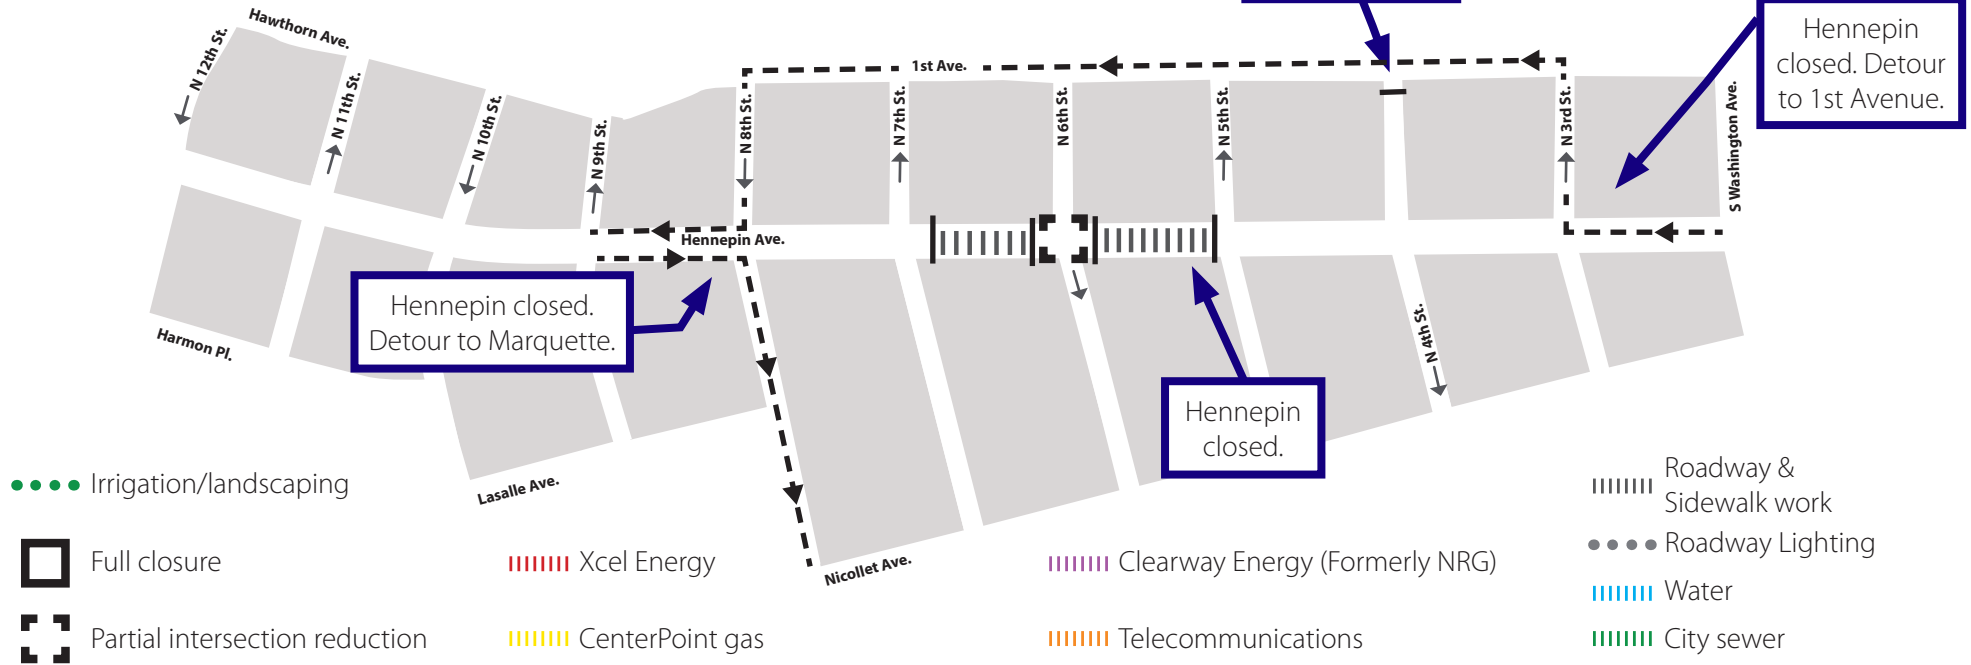 Hawthorn Ave.
N 12th St.
N 11th St.
N 10th St.
N 9th St.
N 8th St.
1st Ave.
N 7th St.
N 6th St.
N 5th St.
N 3rd St.
S Washington Ave.
Hennepin
closed. Detour
to 1st Avenue.
Hennepin Ave.
Hennepin closed.
Detour to Marquette.
Harmon Pl.
N 4th St.
Hennepin
closed.
Lasalle Ave.
Nicollet Ave.
Irrigation/landscaping
Full closure
Partial intersection reduction
Xcel Energy
CenterPoint gas
Clearway Energy (Formerly NRG)
Telecommunications
Roadway &
Sidewalk work
Roadway Lighting
Water
City sewer